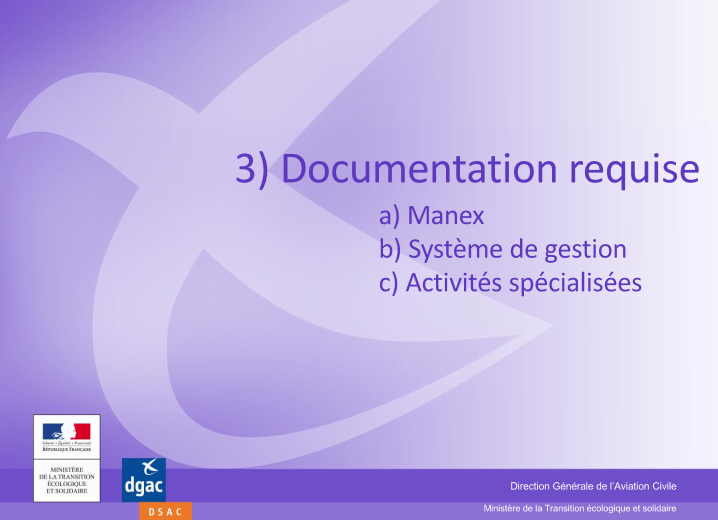 3) Documentation requise
a) Manex
b) Système de gestion
c) Activités spécialisées
Liberté • Égalité • Fraternité
RÉPUBLIQUE FRANÇAISE
MINISTÈRE
DE LA TRANSITION
ÉCOLOGIQUE
ET SOLIDAIRE
dgac
DSAC
Direction Générale de l'Aviation Civile
Ministère de la Transition écologique et solidaire